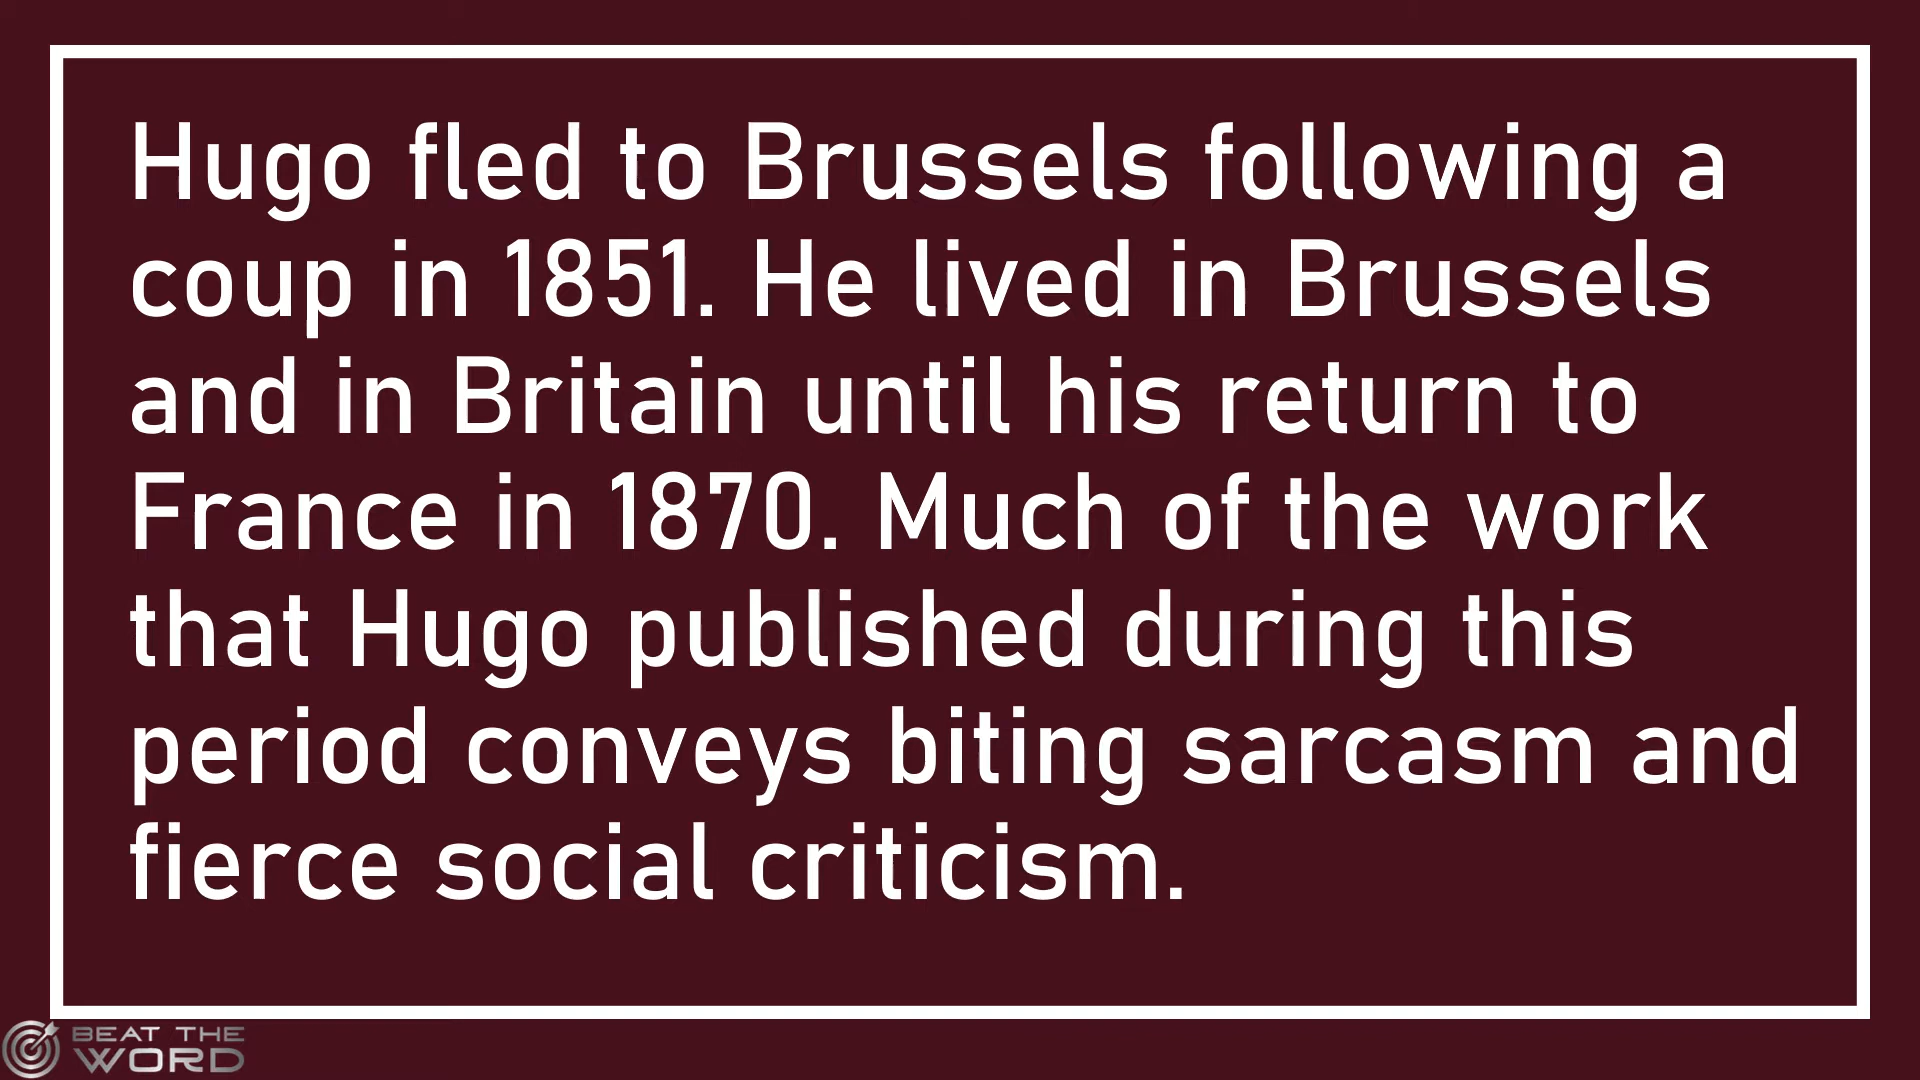 Hugo fled to Brussels following a
coup in 1851. He lived in Brussels
and in Britain until his return to
France in 1870. Much of the work
that Hugo published during this
period conveys biting sarcasm and
fierce social criticism.
BEAT THE
WORD